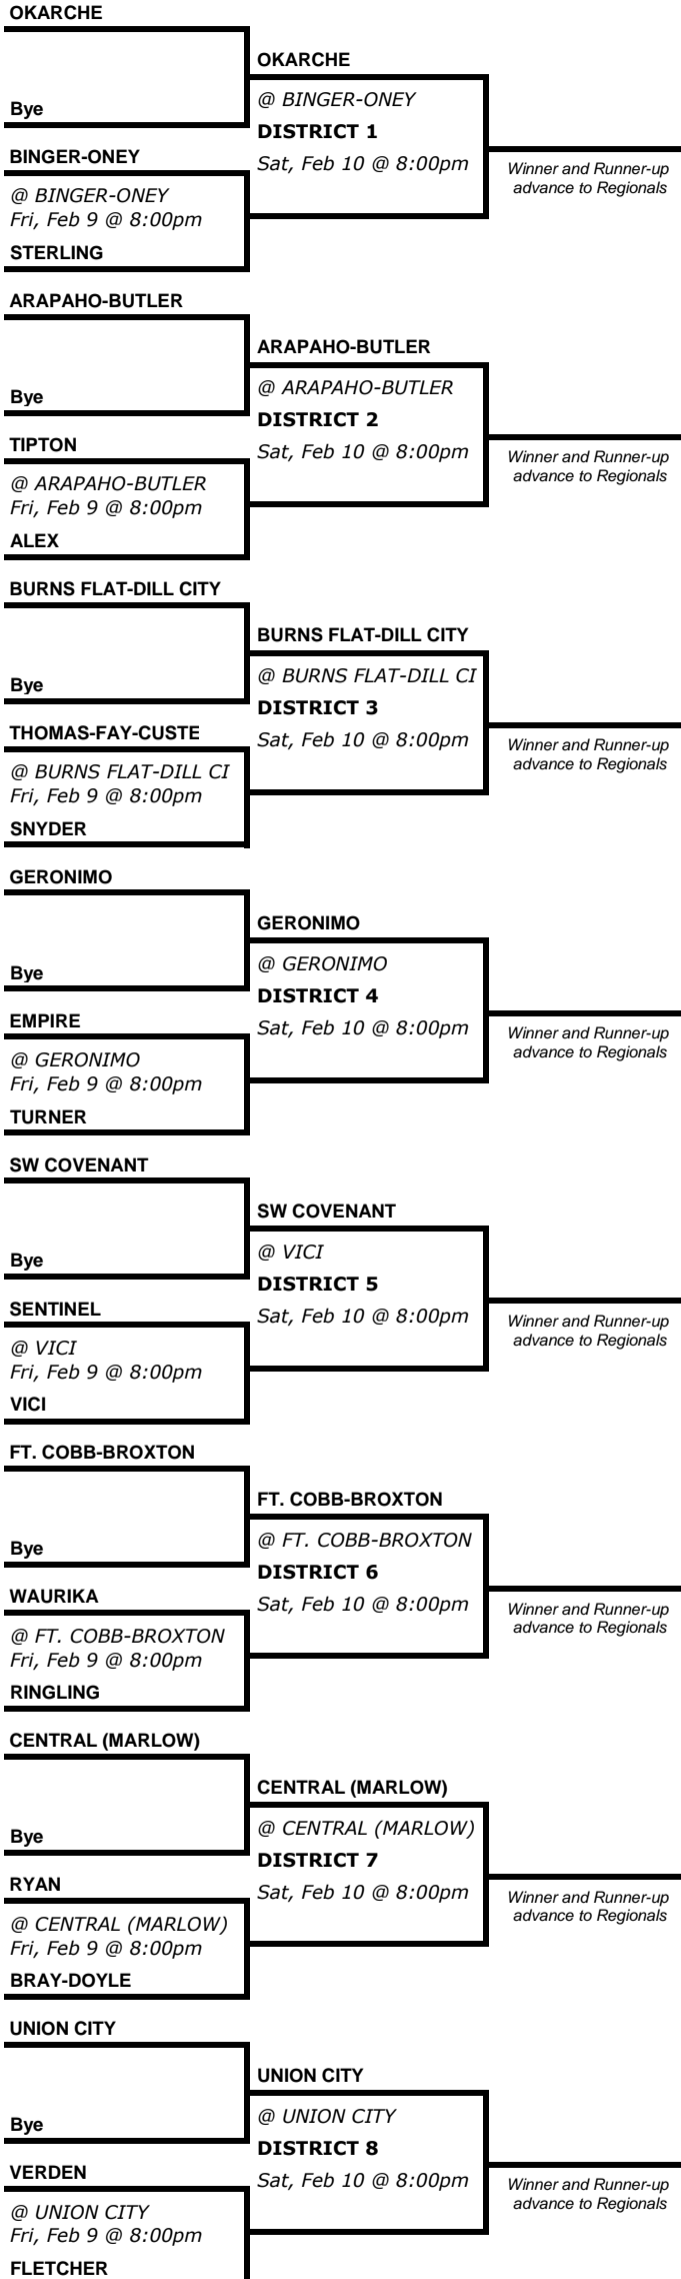 OKARCHE
OKARCHE
Bye
@ BINGER-ONEY
DISTRICT 1
BINGER-ONEY
Sat, Feb 10 @ 8:00pm
Winner and Runner-up
advance to Regionals
@ BINGER-ONEY
Fri, Feb 9 @ 8:00pm
STERLING
ARAPAHO-BUTLER
ARAPAHO-BUTLER
Bye
@ ARAPAHO-BUTLER
DISTRICT 2
TIPTON
Sat, Feb 10 @ 8:00pm
Winner and Runner-up
advance to Regionals
@ ARAPAHO-BUTLER
Fri, Feb 9 @ 8:00pm
ALEX
BURNS FLAT-DILL CITY
BURNS FLAT-DILL CITY
Bye
@ BURNS FLAT-DILL CI
DISTRICT 3
THOMAS-FAY-CUSTE
Sat, Feb 10 @ 8:00pm
Winner and Runner-up
advance to Regionals
@ BURNS FLAT-DILL CI
Fri, Feb 9 @ 8:00pm
SNYDER
GERONIMO
GERONIMO
Bye
@ GERONIMO
DISTRICT 4
EMPIRE
Sat, Feb 10 @ 8:00pm
Winner and Runner-up
advance to Regionals
@ GERONIMO
Fri, Feb 9 @ 8:00pm
TURNER
SW COVENANT
SW COVENANT
Bye
@ VICI
DISTRICT 5
SENTINEL
Sat, Feb 10 @ 8:00pm
Winner and Runner-up
advance to Regionals
@ VICI
Fri, Feb 9 @ 8:00pm
VICI
FT. COBB-BROXTON
FT. COBB-BROXTON
Bye
@ FT. COBB-BROXTON
DISTRICT 6
WAURIKA
Sat, Feb 10 @ 8:00pm
Winner and Runner-up
advance to Regionals
@ FT. COBB-BROXTON
Fri, Feb 9 @ 8:00pm
RINGLING
CENTRAL (MARLOW)
CENTRAL (MARLOW)
Bye
@ CENTRAL (MARLOW)
DISTRICT 7
RYAN
Sat, Feb 10 @ 8:00pm
Winner and Runner-up
advance to Regionals
@ CENTRAL (MARLOW)
Fri, Feb 9 @ 8:00pm
BRAY-DOYLE
UNION CITY
UNION CITY
Bye
@ UNION CITY
DISTRICT 8
VERDEN
Sat, Feb 10 @ 8:00pm
Winner and Runner-up
advance to Regionals
@ UNION CITY
Fri, Feb 9 @ 8:00pm
FLETCHER